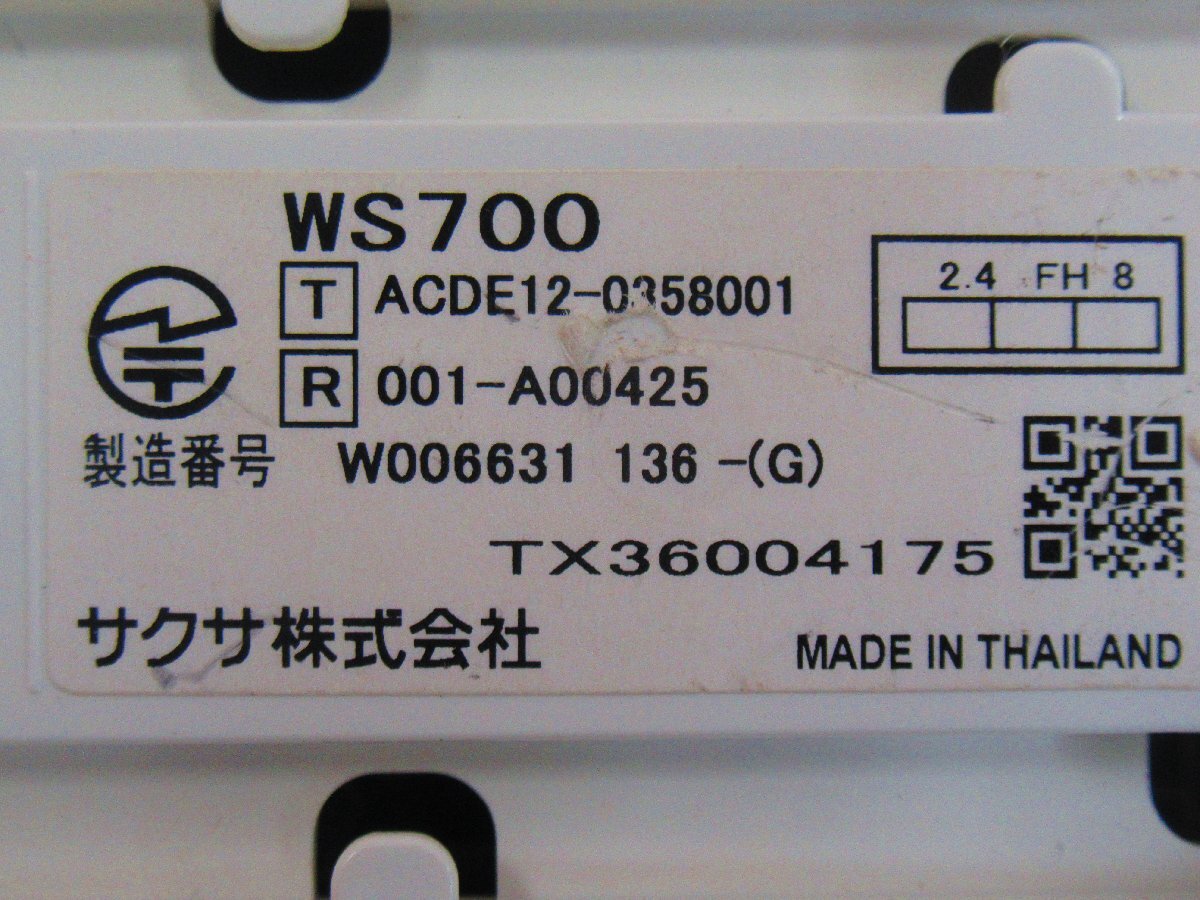 WS700
T ACDE12-0358001
R 001-A00425
2.4 FH 8
製造番号 W006631 136 -(G)
TX36004175
サクサ株式会社
MADE IN THAILAND